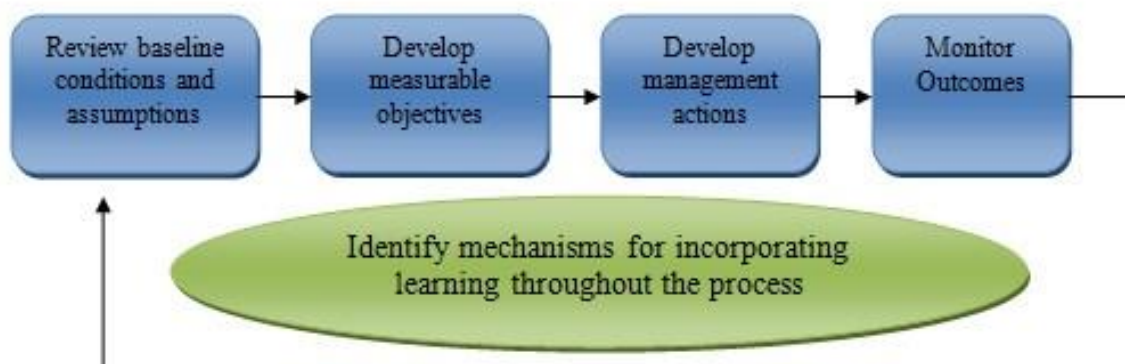 Review baseline
conditions and
assumptions
Develop
measurable
objectives
Develop
management
actions
Monitor
Outcomes
Identify mechanisms for incorporating
learning throughout the process